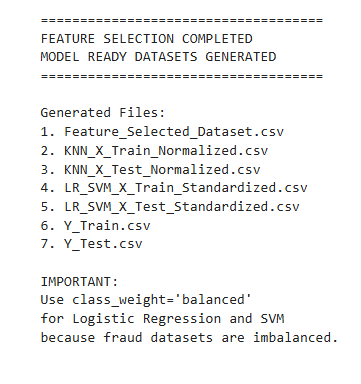 ====================================
FEATURE SELECTION COMPLETED
MODEL READY DATASETS GENERATED
====================================
Generated Files:
1. Feature_Selected_Dataset.csv
2. KNN_X_Train_Normalized.csv
3. KNN_X_Test_Normalized.csv
4. LR_SVM_X_Train_Standardized.csv
5. LR_SVM_X_Test_Standardized.csv
6. Y_Train.csv
7. Y_Test.csv
IMPORTANT:
Use class_weight='balanced'
for Logistic Regression and SVM
because fraud datasets are imbalanced.